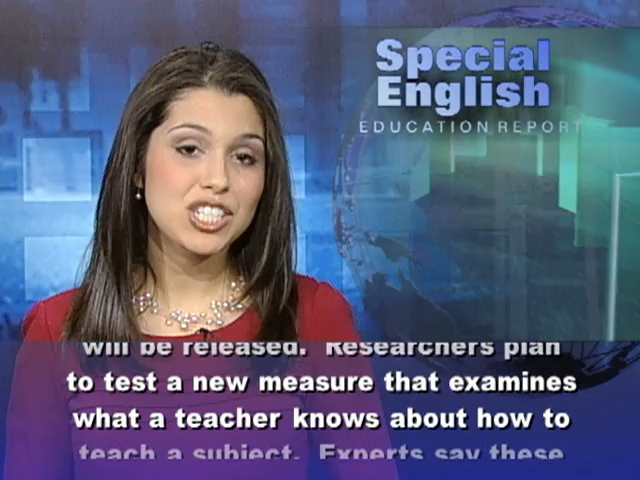 Special
English
EDUCATION REPORT
will be released. Researchers plan
to test a new measure that examines
what a teacher knows about how to
teach a subject. Experts say these